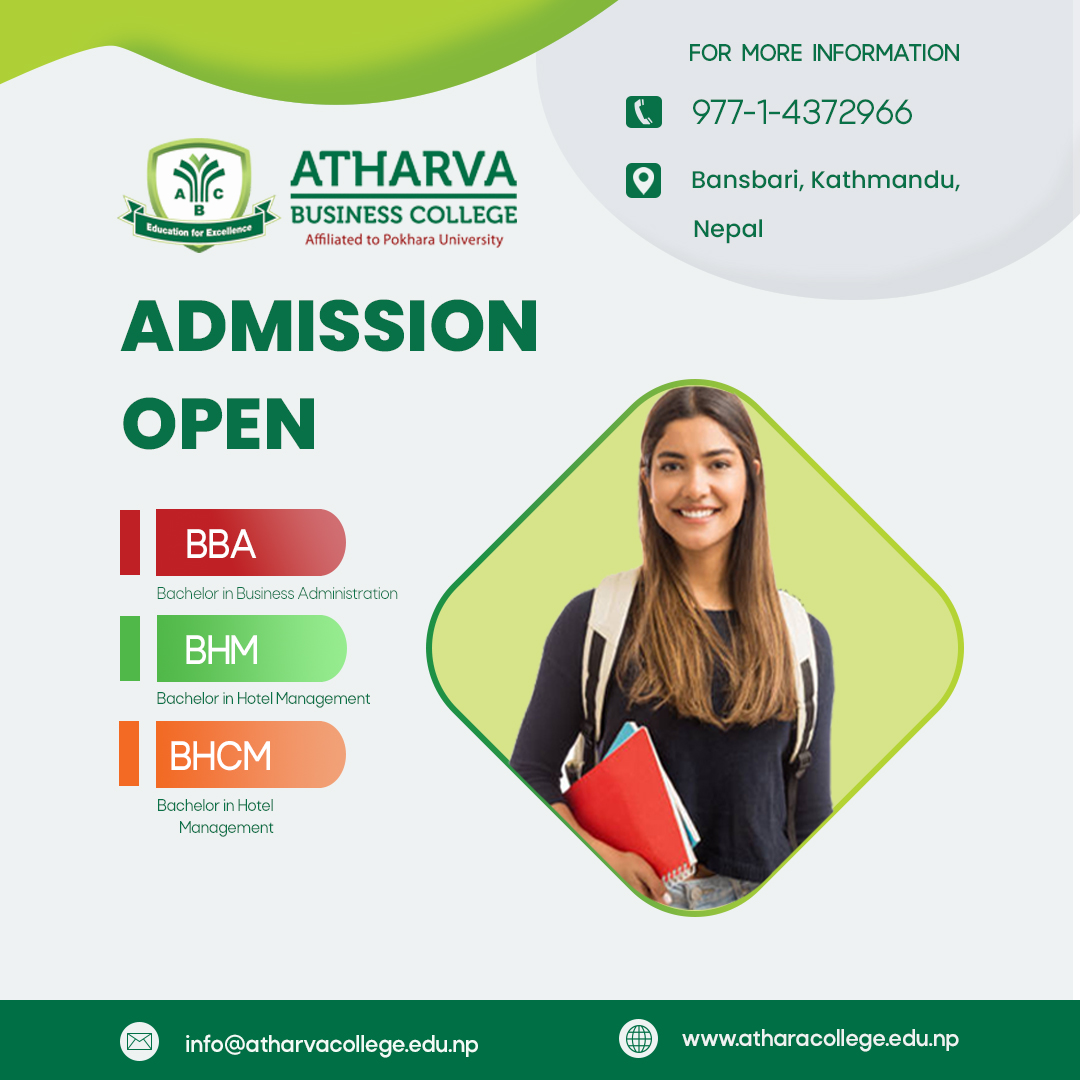 FOR MORE INFORMATION
977-1-4372966
Bansbari, Kathmandu,
Nepal
A C
B
Education for Excellence
ATHARVA
BUSINESS COLLEGE
Affiliated to Pokhara University
ADMISSION
OPEN
BBA
Bachelor in Business Administration
BHM
Bachelor in Hotel Management
BHCM
Bachelor in Hotel
Management
info@atharvacollege.edu.np
www.atharacollege.edu.np